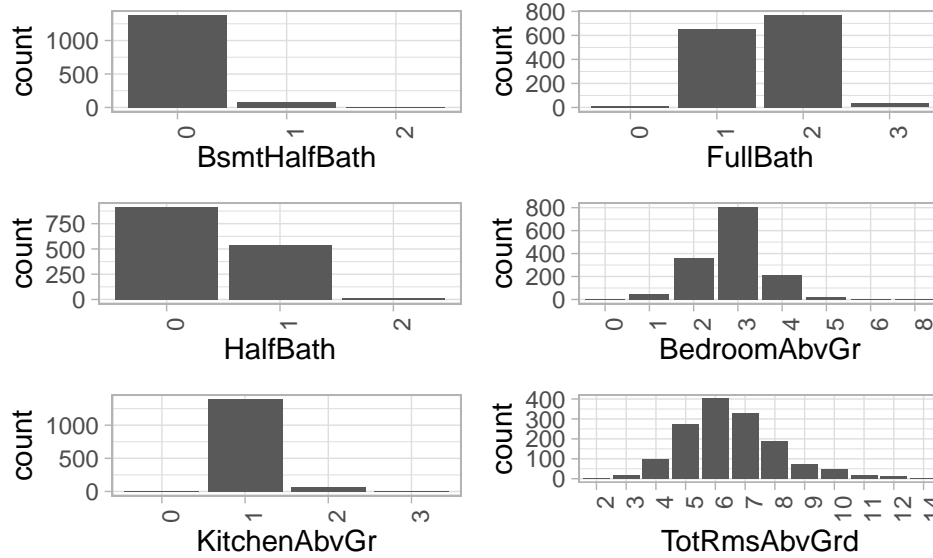 count
1000
500
0
0 1 2
BsmtHalfBath
count
800
600
400
200
0
0 1 2 3
FullBath
count
750
500
250
0
0 1 2
HalfBath
count
800
600
400
200
0
0 1 2 3 4 5 6 8
BedroomAbvGr
count
1000
500
0
0 1 2 3
KitchenAbvGr
count
400
300
200
100
0
2 3 4 5 6 7 8 9 10 11 12 14
TotRmsAbvGrd